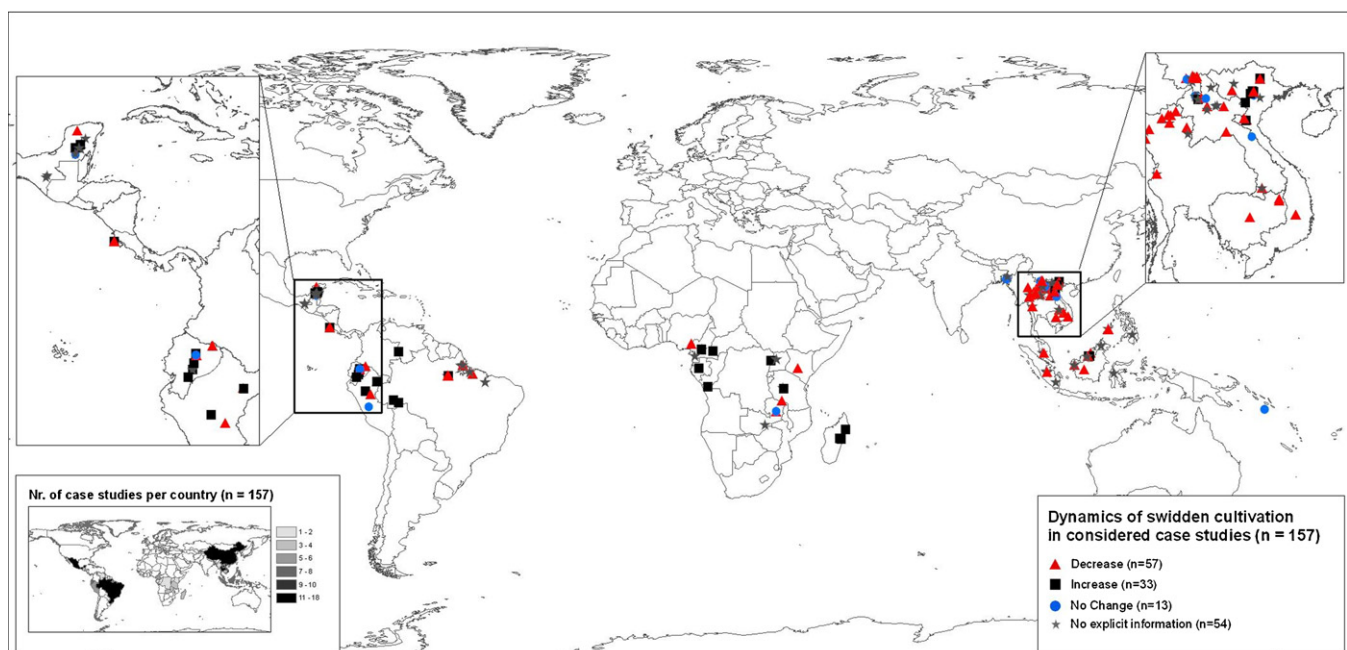 Nr. of case studies per country (n = 157)
1 - 2
3 - 4
5 - 6
7 - 8
9 - 10
11 - 18
Dynamics of swidden cultivation
in considered case studies (n = 157)
Decrease (n=57)
Increase (n=33)
No Change (n=13)
No explicit information (n=54)